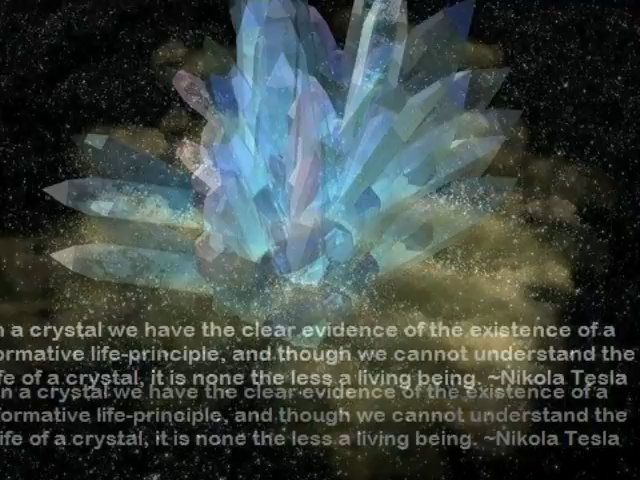 n a crystal we have the clear evidence of the existence of a
ormative life-principle, and though we cannot understand the
fe of a crystal, it is none the less a living being. ~Nikola Tesla
n a crystal we have the clear evidence of the existence of a
formative life-principle, and though we cannot understand the
ife of a crystal, it is none the less a living being. ~Nikola Tesla